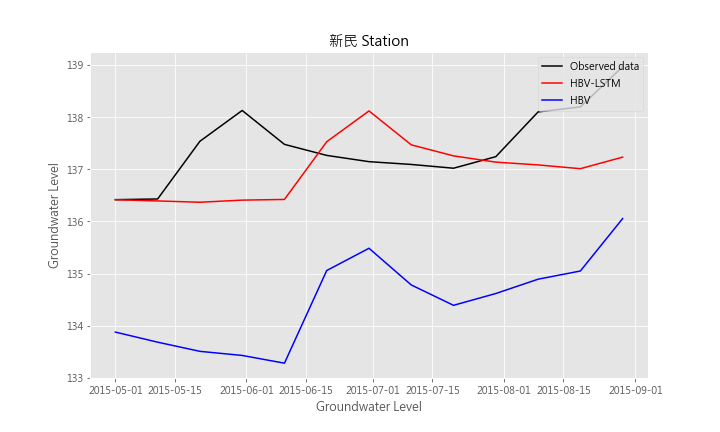 新民 Station
Observed data
HBV-LSTM
HBV
Groundwater Level
139
138
137
136
135
134
133
2015-05-01 2015-05-15 2015-06-01 2015-06-15 2015-07-01 2015-07-15 2015-08-01 2015-08-15 2015-09-01
Groundwater Level